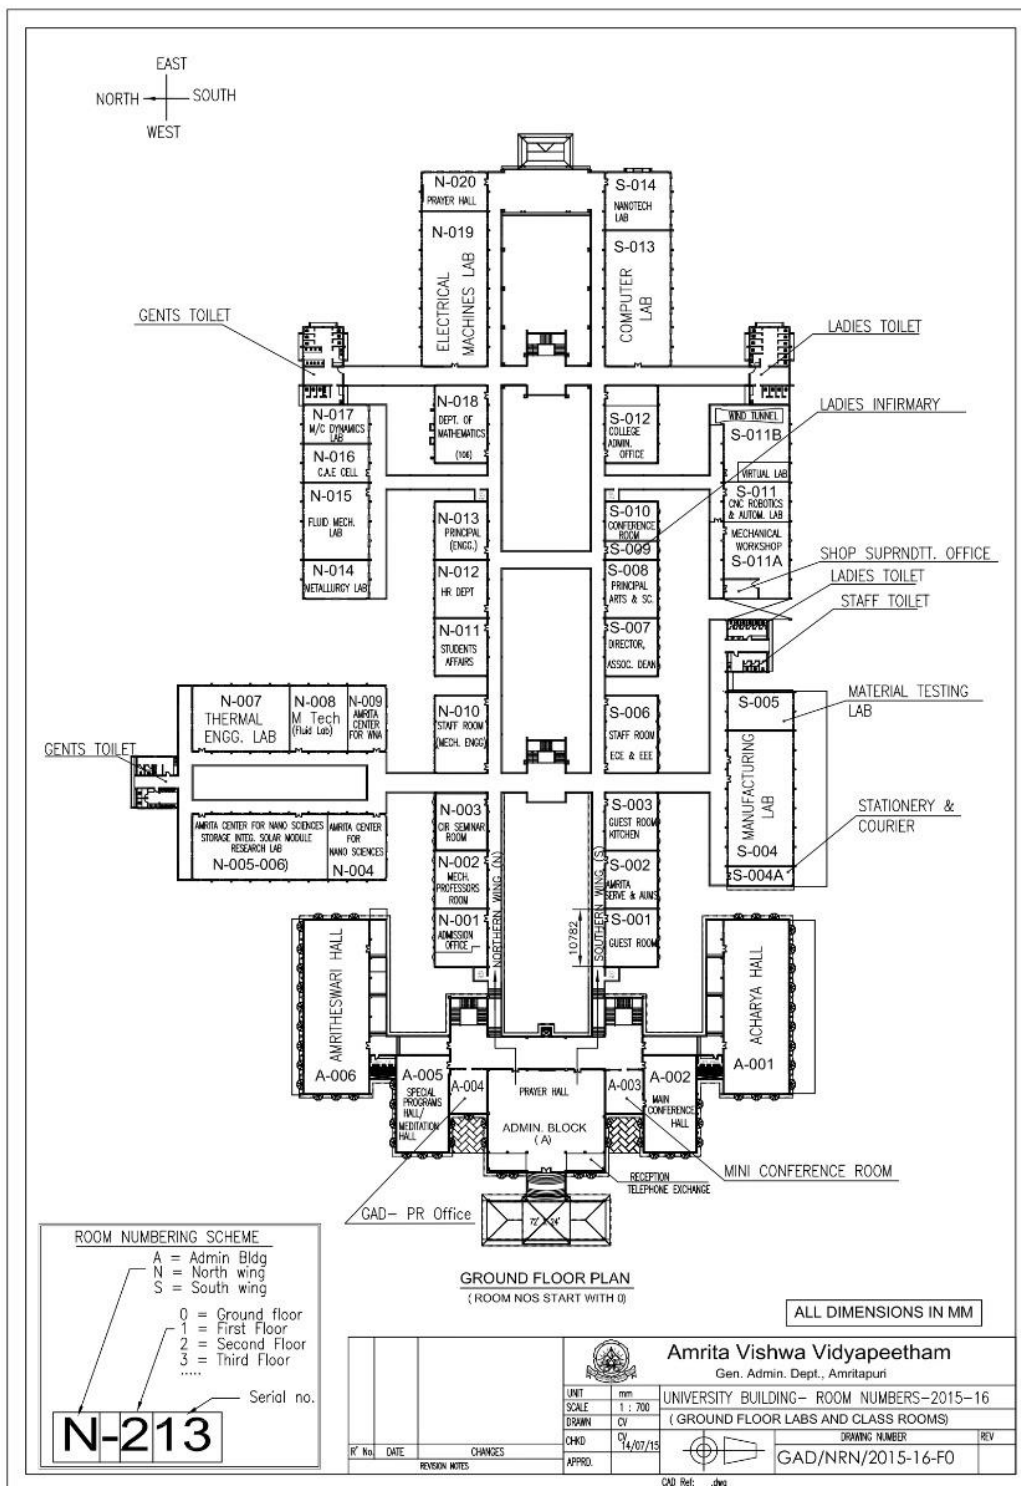 EAST
NORTH
SOUTH
WEST
N-020
PRAYER HALL
N-019
ELECTRICAL
MACHINES LAB
S-014
NANOTECH
LAB
S-013
COMPUTER
LAB
GENTS TOILET
LADIES TOILET
N-017
M/C DYNAMICS
LAB
N-016
C.A.E CELL
N-015
FLUID MECH.
LAB
N-014
METALLURGY LAB
N-018
DEPT. OF
MATHEMATICS
(106)
S-012
COLLEGE
ADMIN.
OFFICE
LADIES INFIRMARY
WIND TUNNEL
S-011B
VIRTUAL LAB
S-011
CNC ROBOTICS
& AUTOM. LAB
MECHANICAL
WORKSHOP
S-011A
N-013
PRINCIPAL
(ENGG.)
N-012
HR DEPT
N-011
STUDENTS
AFFAIRS
S-010
CONFERENCE
ROOM
S-009
S-008
PRINCIPAL
ARTS & SC.
S-007
DIRECTOR,
ASSOC. DEAN
SHOP SUPRNDTT. OFFICE
LADIES TOILET
STAFF TOILET
N-007
THERMAL
ENGG. LAB
N-008
M Tech
(Fluid Lab)
N-009
AMRITA
CENTER
FOR WNA
N-010
STAFF ROOM
(MECH. ENGG)
S-006
STAFF ROOM
ECE & EEE
S-005
MATERIAL TESTING
LAB
GENTS TOILET
MANUFACTURING
LAB
S-004
S-004A
STATIONERY &
COURIER
AMRITA CENTER FOR NANO SCIENCES
STORAGE INTEG. SOLAR MODULE
RESEARCH LAB
N-005-006)
AMRITA CENTER
FOR
NANO SCIENCES
N-004
N-003
CIR SEMINAR
ROOM
N-002
MECH.
PROFESSORS
ROOM
N-001
ADMISSION
OFFICE
NORTHERN WING (N)
SOUTHERN WING (S)
10782
S-003
GUEST ROOM
KITCHEN
S-002
AMRITA
SERVE & AUMS
S-001
GUEST ROOM
AMRITHESWARI HALL
A-006
ACHARYA HALL
A-001
A-005
SPECIAL
PROGRAMS
HALL/
MEDITATION
HALL
A-004
PRAYER HALL
ADMIN. BLOCK
( A)
A-003
A-002
MAIN
CONFERENCE
HALL
RECEPTION
TELEPHONE EXCHANGE
MINI CONFERENCE ROOM
GAD- PR Office
72' X 24'
GROUND FLOOR PLAN
( ROOM NOS START WITH 0)
ROOM NUMBERING SCHEME
A = Admin Bldg
N = North wing
S = South wing
0 = Ground floor
1 = First Floor
2 = Second Floor
3 = Third Floor
.....
Serial no.
N-213
ALL DIMENSIONS IN MM
Amrita Vishwa Vidyapeetham
Gen. Admin. Dept., Amritapuri
UNIT mm
SCALE 1 : 700
DRAWN CV
CHKD CV 14/07/15
APPRD.
UNIVERSITY BUILDING- ROOM NUMBERS-2015-16
( GROUND FLOOR LABS AND CLASS ROOMS)
DRAWING NUMBER
REV
GAD/NRN/2015-16-F0
R' No. DATE CHANGES
REVISION NOTES
CAD Ref: .dwg